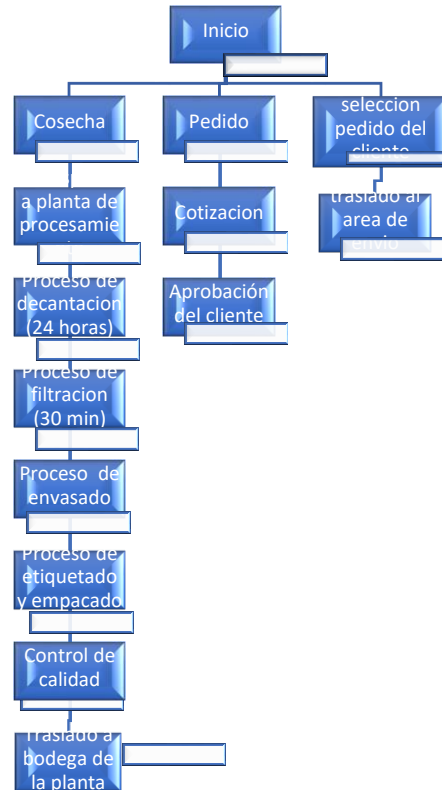 Inicio
Cosecha
Pedido
seleccion
pedido del
cliente
a planta de
procesamie
traslado al
area de
envio
Cotizacion
Proceso de
decantacion
(24 horas)
Aprobación
del cliente
Proceso de
filtracion
(30 min)
Proceso de
envasado
Proceso de
etiquetado
y empacado
Control de
calidad
Traslado a
bodega de
la planta